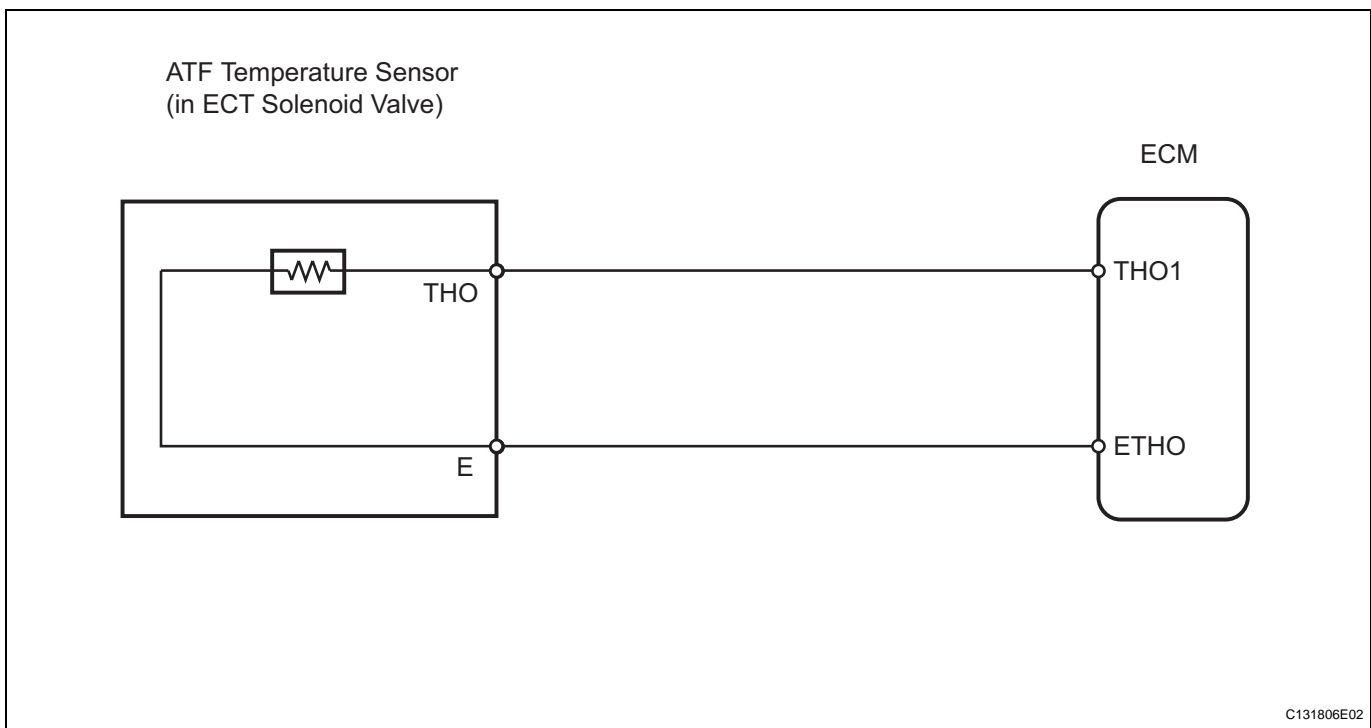 ATF Temperature Sensor
(in ECT Solenoid Valve)
ECM
THO
THO1
E
ETHO
C131806E02